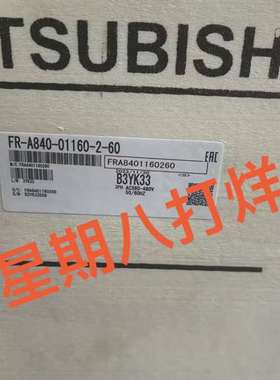 TSUBISH
FR-A840-01160-2-60
FRA8401160260
EAC
B3YK33
3PH AC380-480V
50/60HZ
星期八打烊